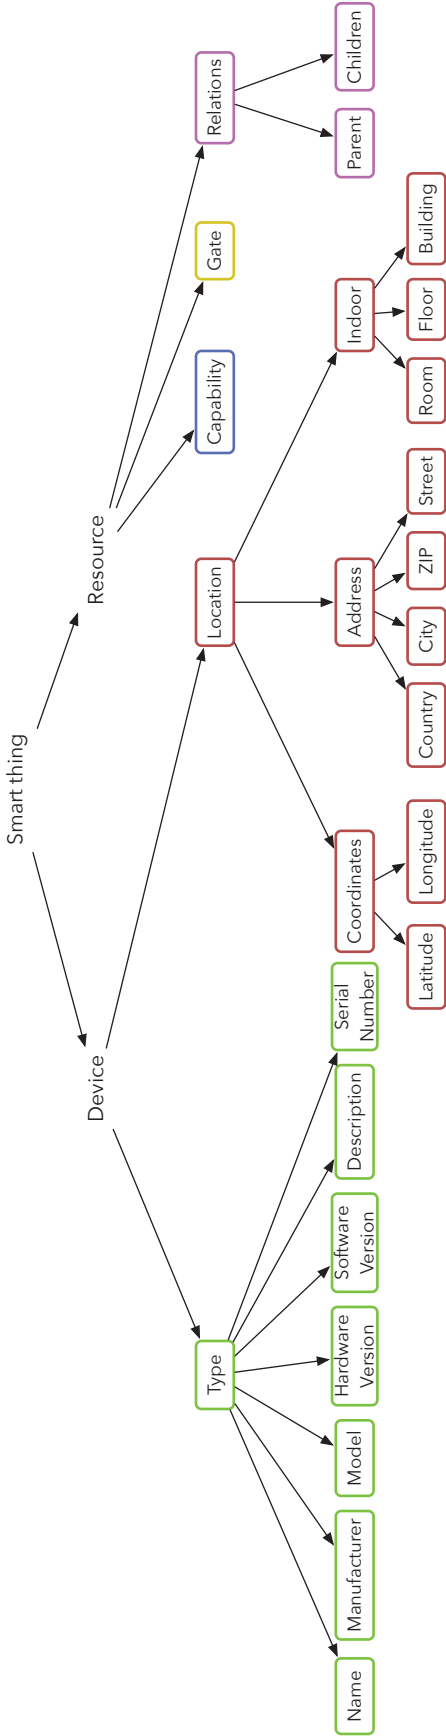 Smart thing
Device
Resource
Type
Location
Capability
Gate
Relations
Name
Manufacturer
Model
Hardware
Version
Software
Version
Description
Serial
Number
Coordinates
Address
Indoor
Parent
Children
Latitude
Longitude
Country
City
ZIP
Street
Room
Floor
Building